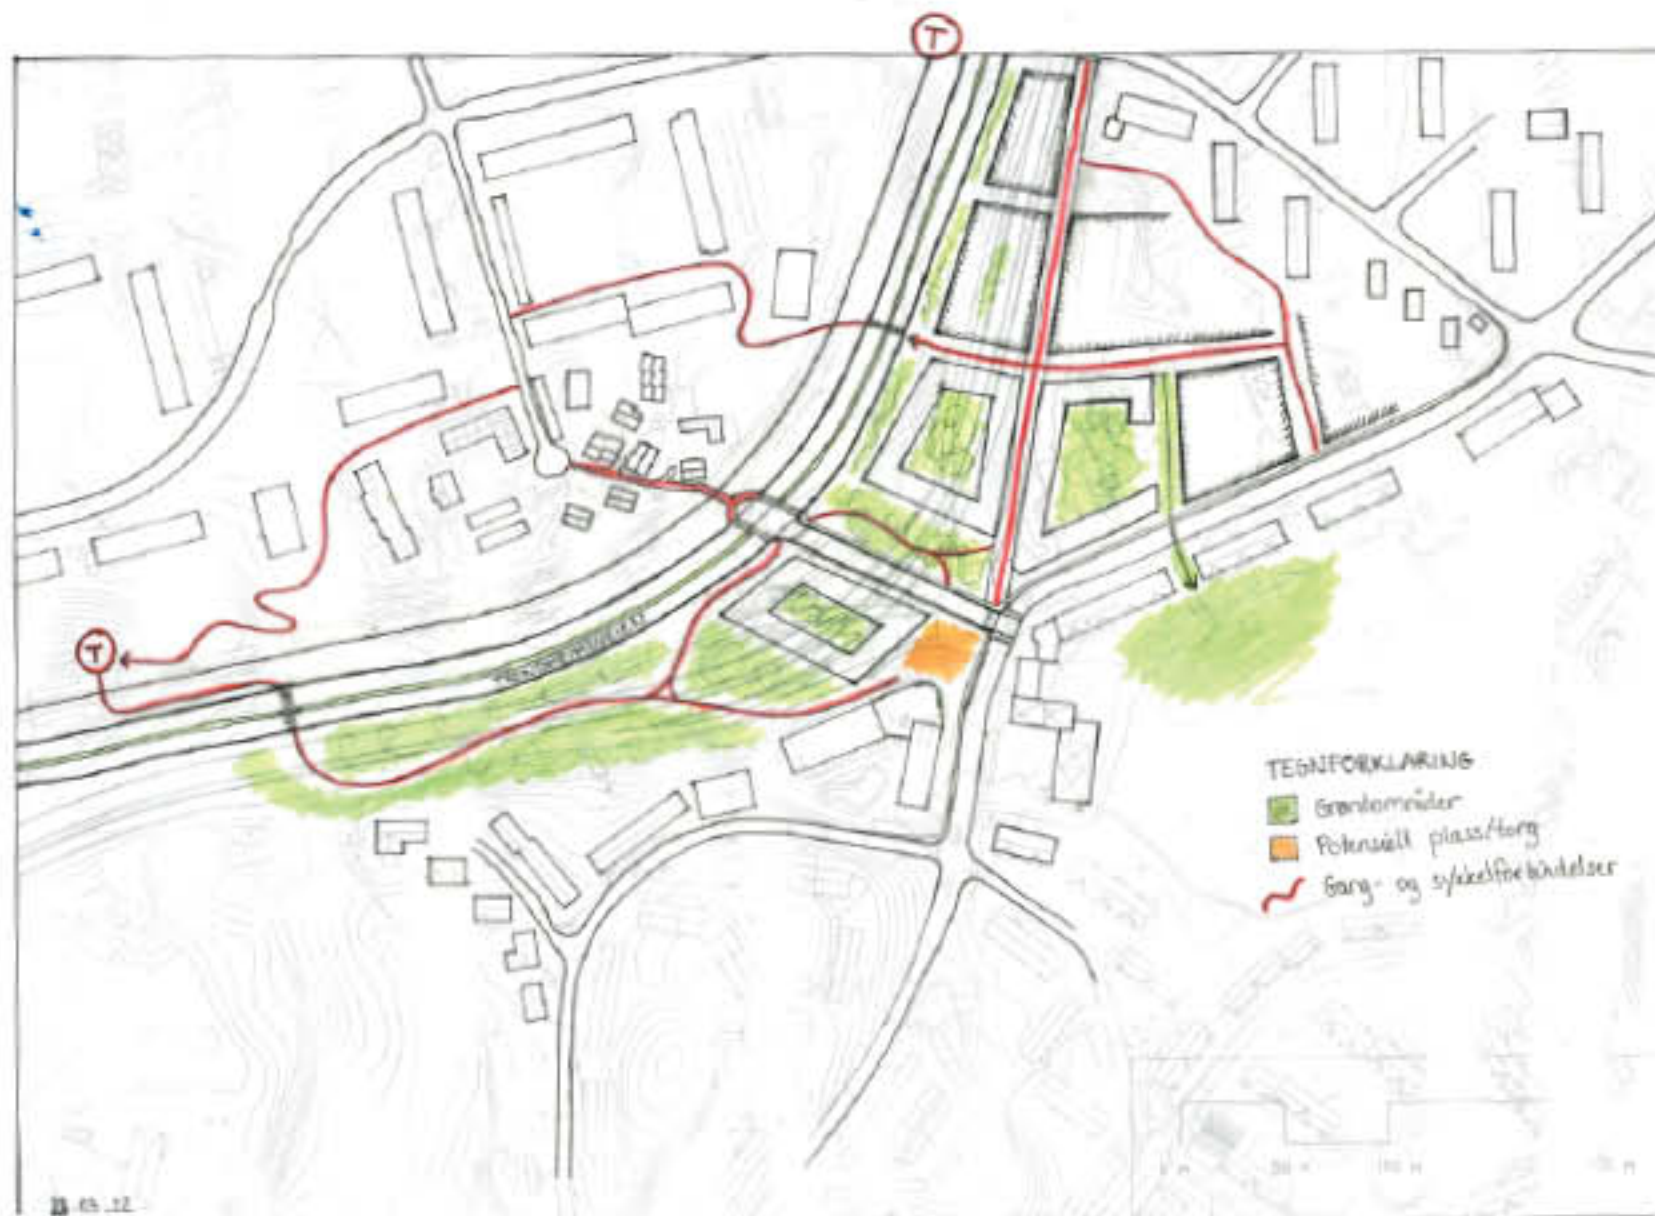 T
T
TEGNFORKLARING
Grøntområder
Potensiell plass/torg
Gang- og sykkelforbindelser